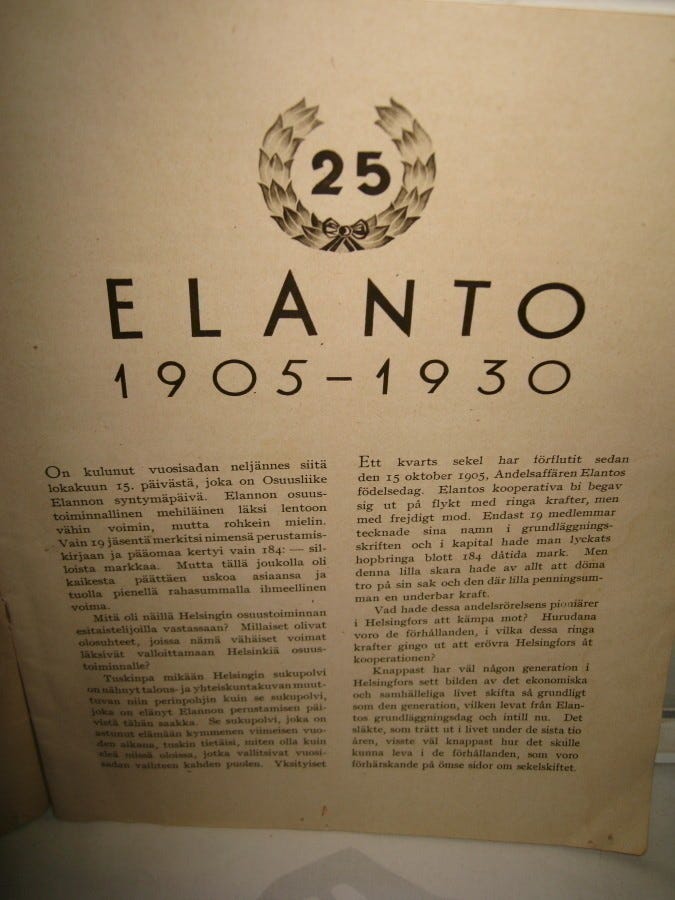 25
ELANTO
1905–1930
On kulunut vuosisadan neljännes siitä
lokakuun 15. päivästä, joka on Osuusliike
Elannon syntymäpäivä. Elannon osuus-
toiminnallinen mehiläinen läksi lentoon
vähin voimin, mutta rohkein mielin.
Vain 19 jäsentä merkitsi nimensä perustamis-
kirjaan ja pääomaa kertyi vain 184: — sil-
loista markkaa. Mutta tällä joukolla oli
kaikesta päättäen uskoa asiaansa ja
tuolla pienellä rahasummalla ihmeellinen
voima.
Mitä oli näillä Helsingin osuustoiminnan
esitaistelijoilla vastassaan? Millaiset olivat
olosuhteet, joissa nämä vähäiset voimat
läksivät valloittamaan Helsinkiä osuus-
toiminnalle?
Tuskinpa mikään Helsingin sukupolvi
on nähnyt talous- ja yhteiskuntakuvan muut-
tuvan niin perinpohjin kuin se sukupolvi,
joka on elänyt Elannon perustamisen päi-
vistä tähän saakka. Se sukupolvi, joka on
astunut elämään kymmenen viimeisen vuo-
den aikana, tuskin tietäisi, miten olla kuin
eleä niissä oloissa, jotka vallitsivat vuosi-
sadan vaihteen kahden puolen. Yksityiset
Ett kvarts sekel har förflutit sedan
den 15 oktober 1905, Andelsaffären Elantos
födelsedag. Elantos kooperativa bi begav
sig ut på flykt med ringa krafter, men
med frejdigt mod. Endast 19 medlemmar
tecknade sina namn i grundläggnings-
skriften och i kapital hade man lyckats
hopbringa blott 184 dåtida mark. Men
denna lilla skara hade av allt att döma
tro på sin sak och den där lilla penningsum-
man en underbar kraft.
Vad hade dessa andelsrörelsens pioniärer
i Helsingfors att kämpa mot? Hurudana
voro de förhållanden, i vilka dessa ringa
krafter gingo ut att erövra Helsingfors åt
kooperationen?
Knappast har väl någon generation i
Helsingfors sett bilden av det ekonomiska
och samhälleliga livet skifta så grundligt
som den generation, vilken levat från Elan-
tos grundläggningsdag och intill nu. Det
släkte, som trätt ut i livet under de sista tio
åren, visste väl knappast hur det skulle
kunna leva i de förhållanden, som voro
förhärskande på ömse sidor om sekelskiftet.